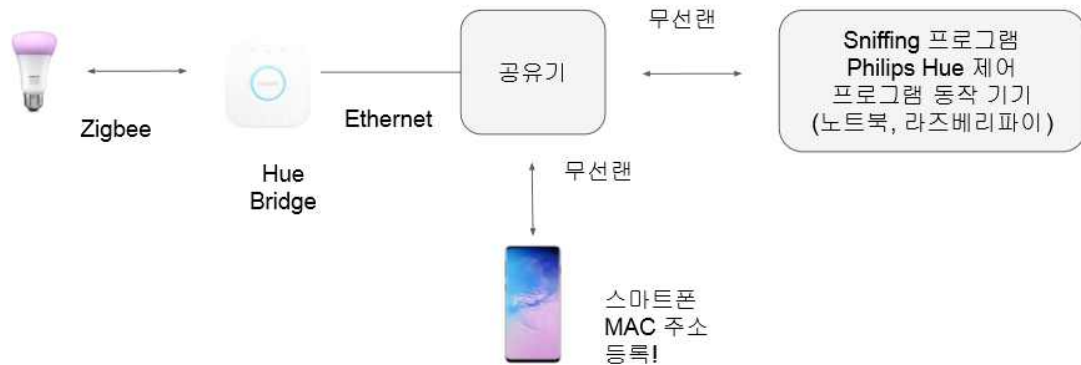 무선랜
Sniffing 프로그램
Philips Hue 제어
프로그램 동작 기기
(노트북, 라즈베리파이)
공유기
Zigbee
Ethernet
Hue
Bridge
무선랜
스마트폰
MAC 주소
등록!